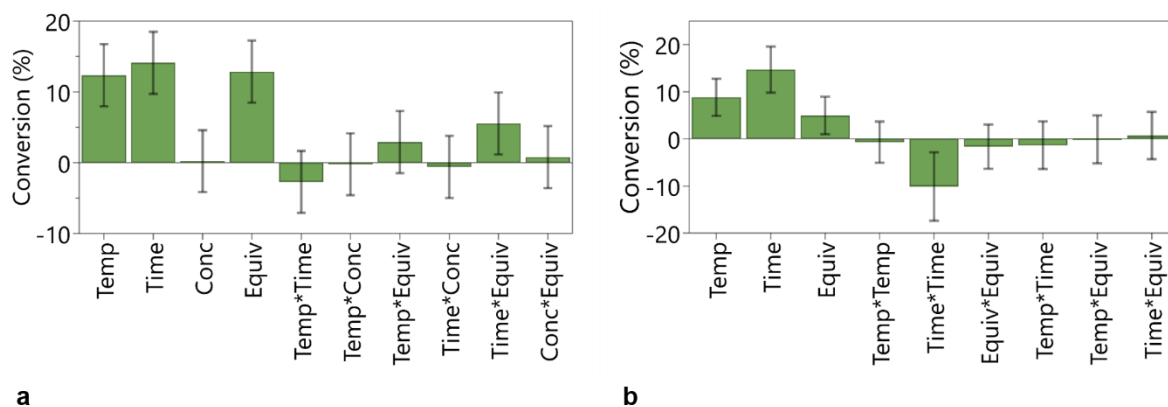 Conversion (%)
20
10
0
-10
Temp
Time
Conc
Equiv
Temp*Time
Temp*Conc
Temp*Equiv
Time*Conc
Time*Equiv
Conc*Equiv
a
Conversion (%)
20
10
0
-10
-20
Temp
Time
Equiv
Temp*Temp
Time*Time
Equiv*Equiv
Temp*Time
Temp*Equiv
Time*Equiv
b